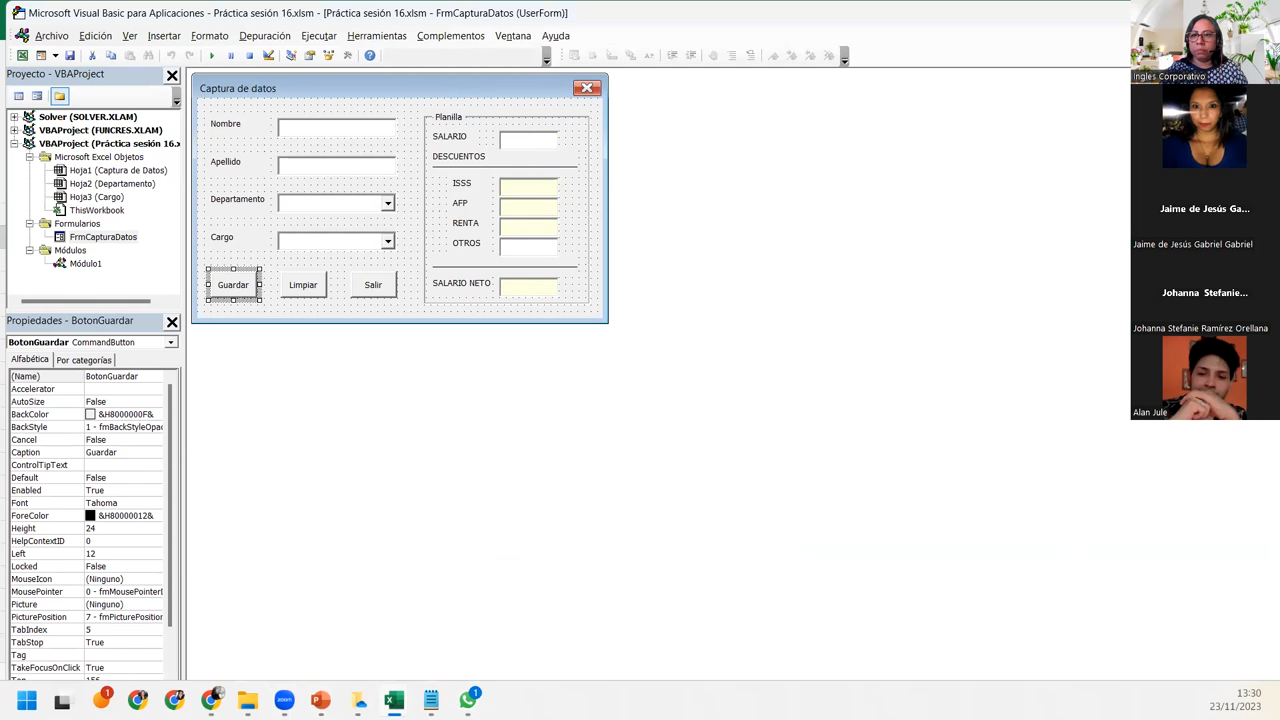 Microsoft Visual Basic para Aplicaciones - Práctica sesión 16.xlsm - [Práctica sesión 16.xlsm - FrmCapturaDatos (UserForm)]
Archivo Edición Ver Insertar Formato Depuración Ejecutar Herramientas Complementos Ventana Ayuda
Proyecto - VBAProject
Solver (SOLVER.XLAM)
VBAProject (FUNCRES.XLAM)
VBAProject (Práctica sesión 16.x
Microsoft Excel Objetos
Hoja1 (Captura de Datos)
Hoja2 (Departamento)
Hoja3 (Cargo)
ThisWorkbook
Formularios
FrmCapturaDatos
Módulos
Módulo1
Propiedades - BotonGuardar
BotonGuardar CommandButton
Alfabética Por categorías
(Name) BotonGuardar
Accelerator
AutoSize False
BackColor &H8000000F&
BackStyle 1 - fmBackStyleOpac
Cancel False
Caption Guardar
ControlTipText
Default False
Enabled True
Font Tahoma
ForeColor &H80000012&
Height 24
HelpContextID 0
Left 12
Locked False
MouseIcon (Ninguno)
MousePointer 0 - fmMousePointerD
Picture (Ninguno)
PicturePosition 7 - fmPicturePosition
TabIndex 5
TabStop True
Tag
TakeFocusOnClick True
Captura de datos
Nombre
Apellido
Departamento
Cargo
Guardar Limpiar Salir
Planilla
SALARIO
DESCUENTOS
ISSS
AFP
RENTA
OTROS
SALARIO NETO
Ingles Corporativo
Jaime de Jesús Ga...
Jaime de Jesús Gabriel Gabriel
Johanna Stefanie...
Johanna Stefanie Ramírez Orellana
Alan Jule
1
zoom
1
13:30
23/11/2023